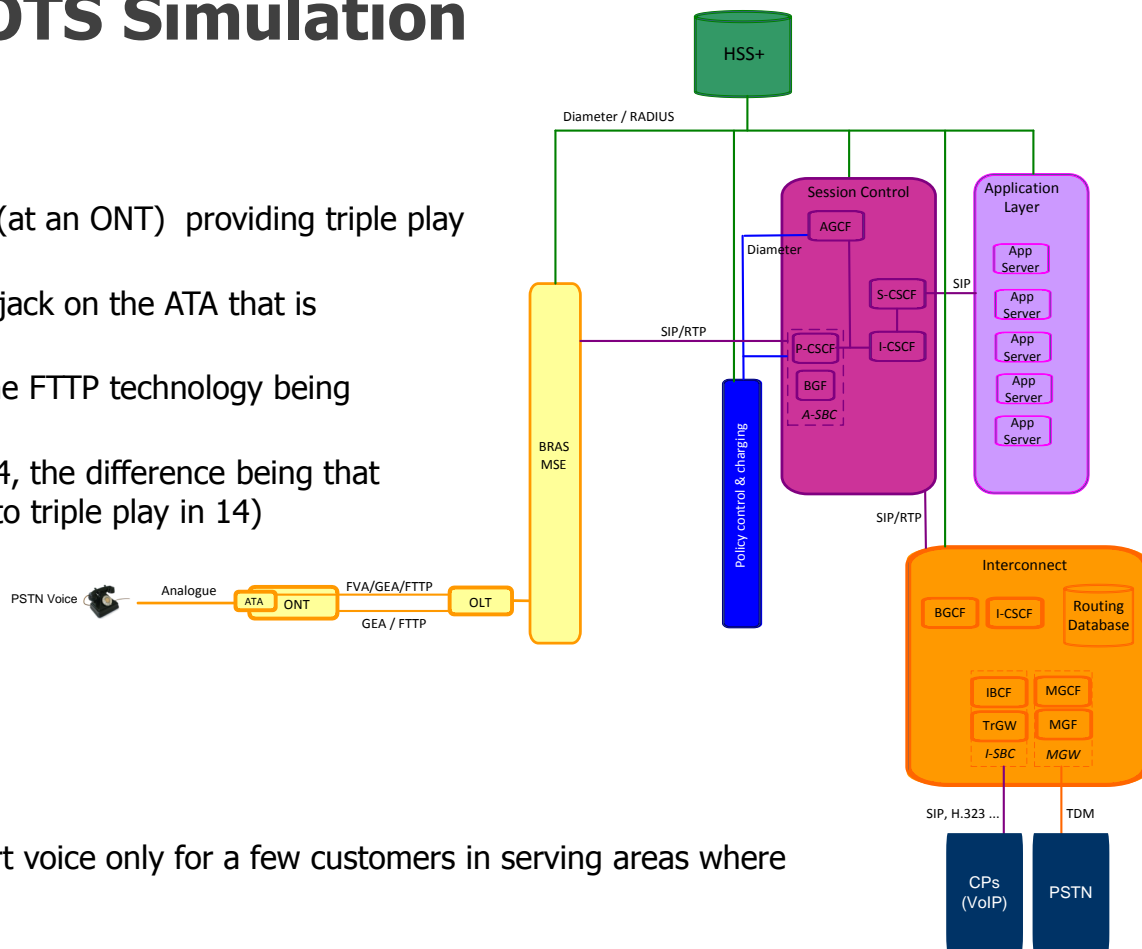 OTS Simulation
(at an ONT) providing triple play
jack on the ATA that is
e FTTP technology being
4, the difference being that
to triple play in 14)
rt voice only for a few customers in serving areas where
HSS+
Diameter / RADIUS
Session Control
AGCF
Diameter
S-CSCF
SIP
SIP/RTP
P-CSCF
I-CSCF
BGF
A-SBC
Application
Layer
App
Server
App
Server
App
Server
App
Server
App
Server
BRAS
MSE
Policy control & charging
SIP/RTP
PSTN Voice
Analogue
ATA
ONT
FVA/GEA/FTTP
GEA / FTTP
OLT
Interconnect
BGCF
I-CSCF
Routing
Database
IBCF
MGCF
TrGW
MGF
I-SBC
MGW
SIP, H.323 ...
TDM
CPs
(VoIP)
PSTN